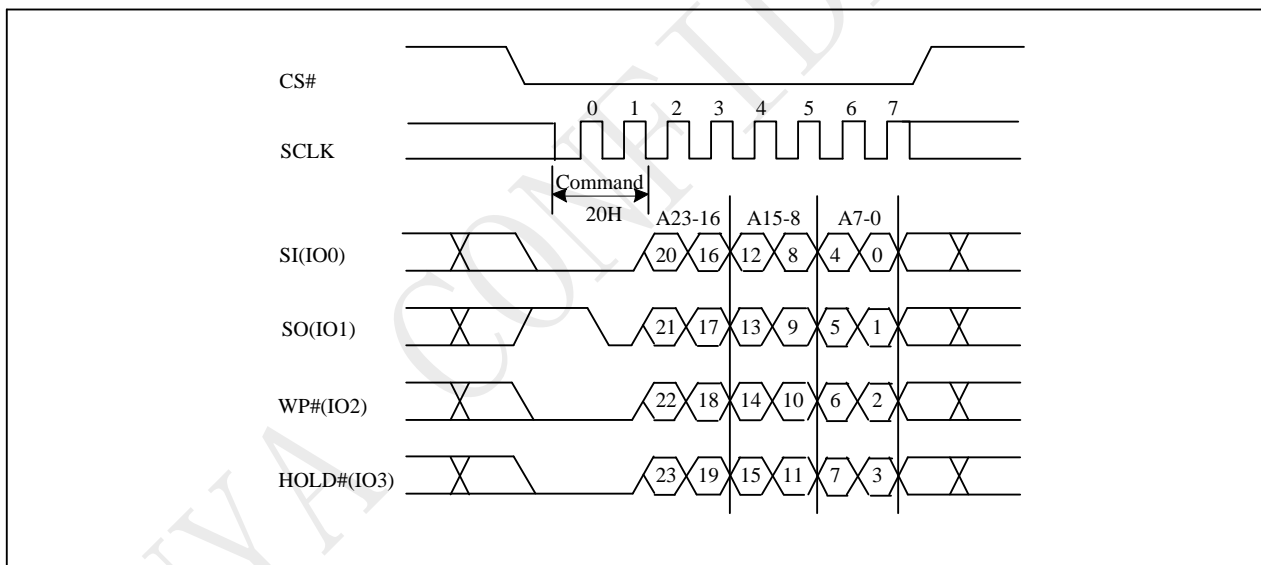 CS#
0 1 2 3 4 5 6 7
SCLK
Command
20H
A23-16 A15-8 A7-0
SI(IO0) 20 16 12 8 4 0
SO(IO1) 21 17 13 9 5 1
WP#(IO2) 22 18 14 10 6 2
HOLD#(IO3) 23 19 15 11 7 3